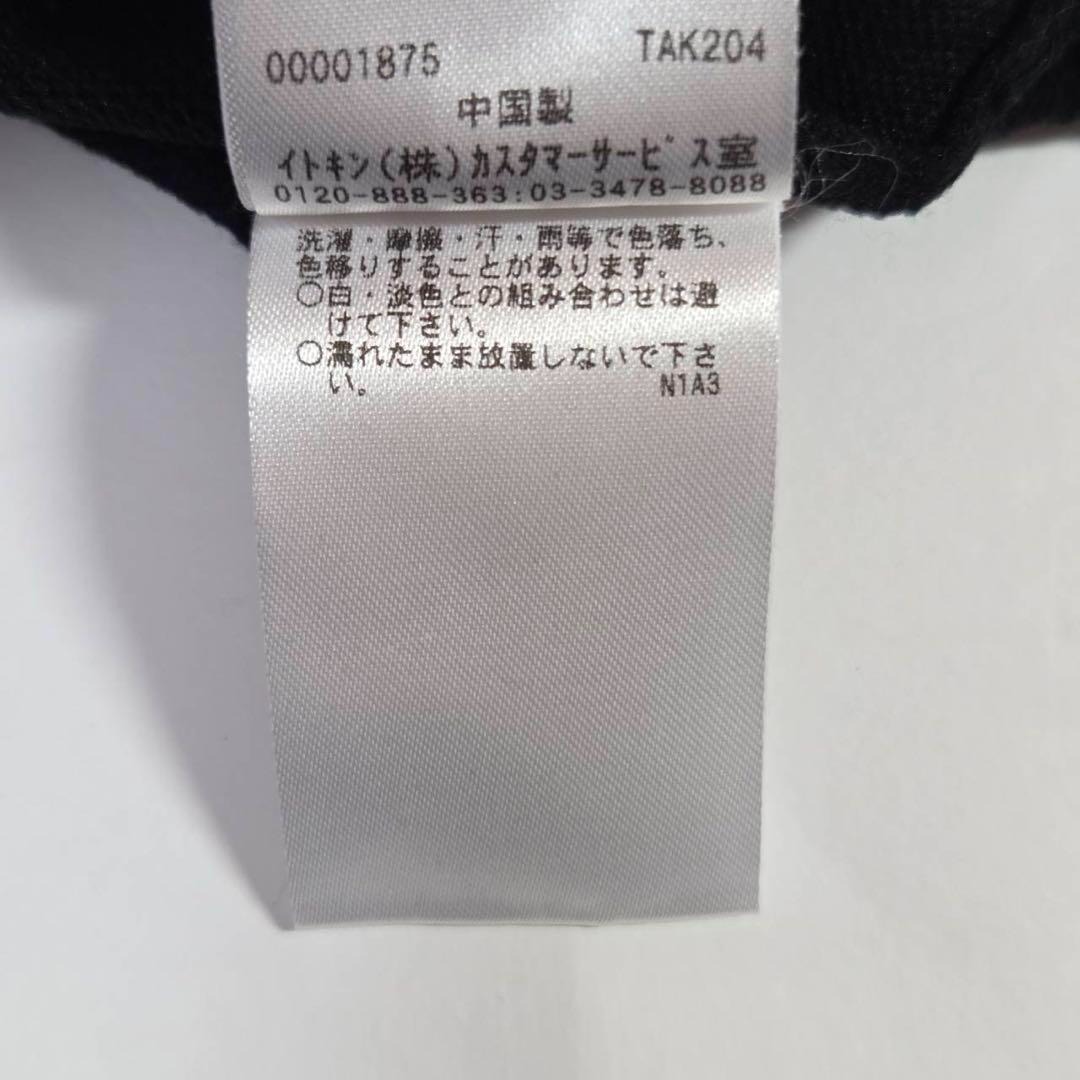 00001875 TAK204
中国製
イトキン(株)カスタマーサービス室
0120-888-363:03-3478-8088
洗濯・摩擦・汗・雨等で色落ち、
色移りすることがあります。
○白・淡色との組み合わせは避
けて下さい。
○濡れたまま放置しないで下さ
い。 N1A3